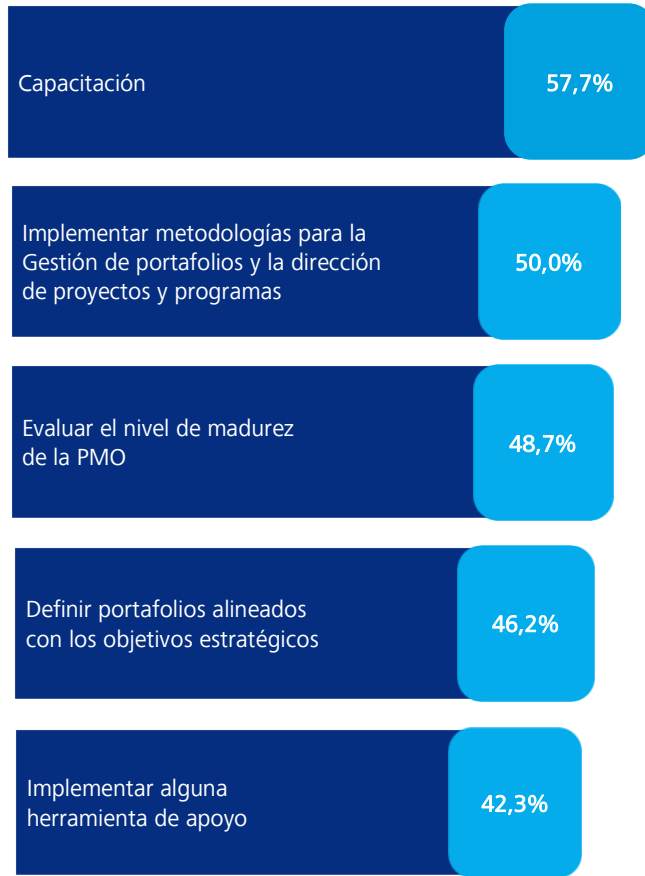 Capacitación
57,7%
Implementar metodologías para la
Gestión de portafolios y la dirección
de proyectos y programas
50,0%
Evaluar el nivel de madurez
de la PMO
48,7%
Definir portafolios alineados
con los objetivos estratégicos
46,2%
Implementar alguna
herramienta de apoyo
42,3%